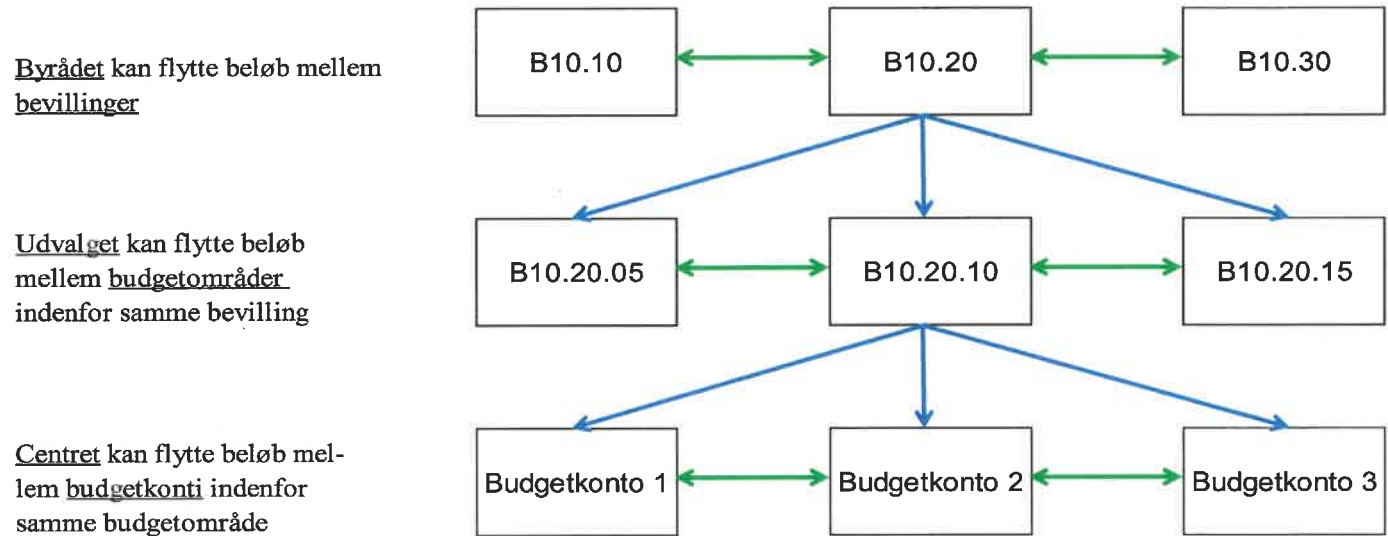 Byrådet kan flytte beløb mellem
bevillinger
B10.10
B10.20
B10.30
Udvalget kan flytte beløb
mellem budgetområder
indenfor samme bevilling
B10.20.05
B10.20.10
B10.20.15
Centret kan flytte beløb mel-
lem budgetkonti indenfor
samme budgetområde
Budgetkonto 1
Budgetkonto 2
Budgetkonto 3